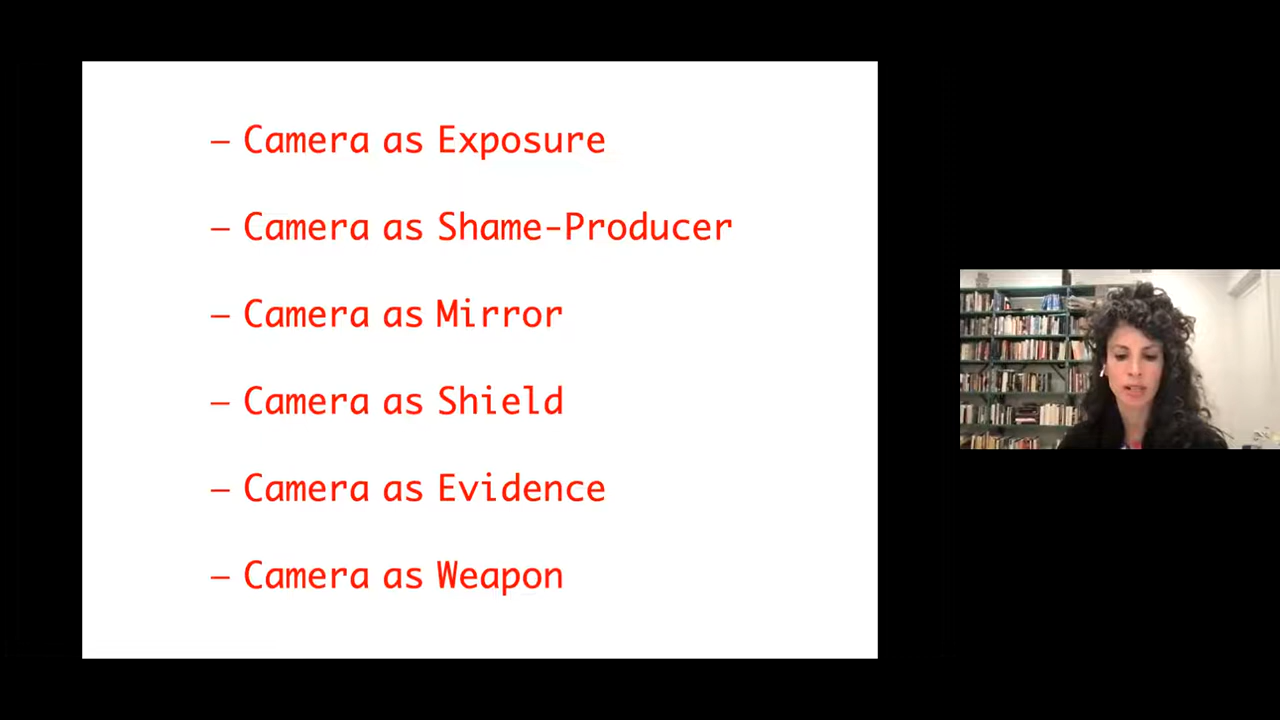 – Camera as Exposure
– Camera as Shame-Producer
– Camera as Mirror
– Camera as Shield
– Camera as Evidence
– Camera as Weapon